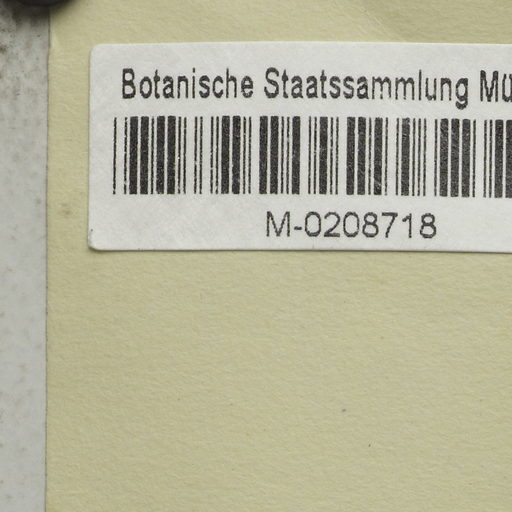 Botanische Staatssammlung Mü
M-0208718